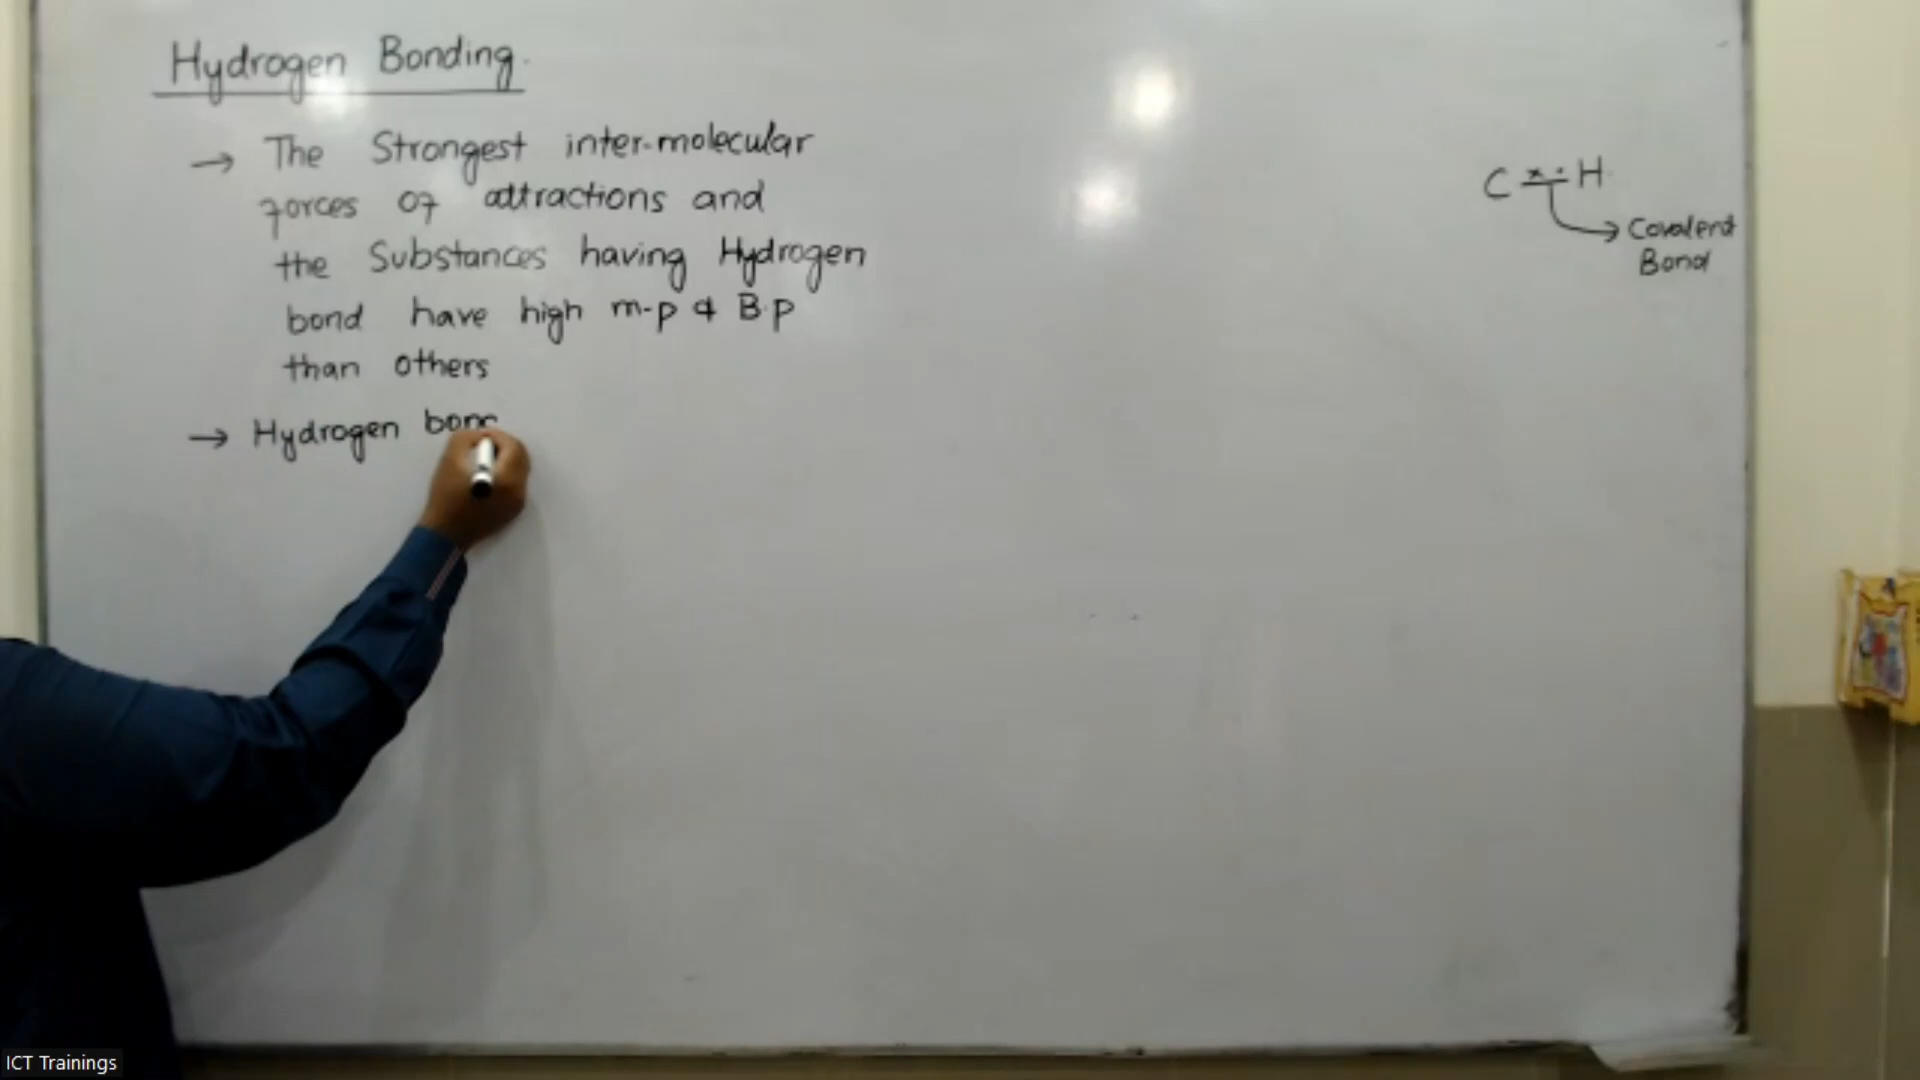 Hydrogen Bonding.
→ The Strongest inter-molecular
forces of attractions and
the Substances having Hydrogen
bond have high m-p & B.p
than others
→ Hydrogen bon
C x· H
→ Covalent
Bond
ICT Trainings